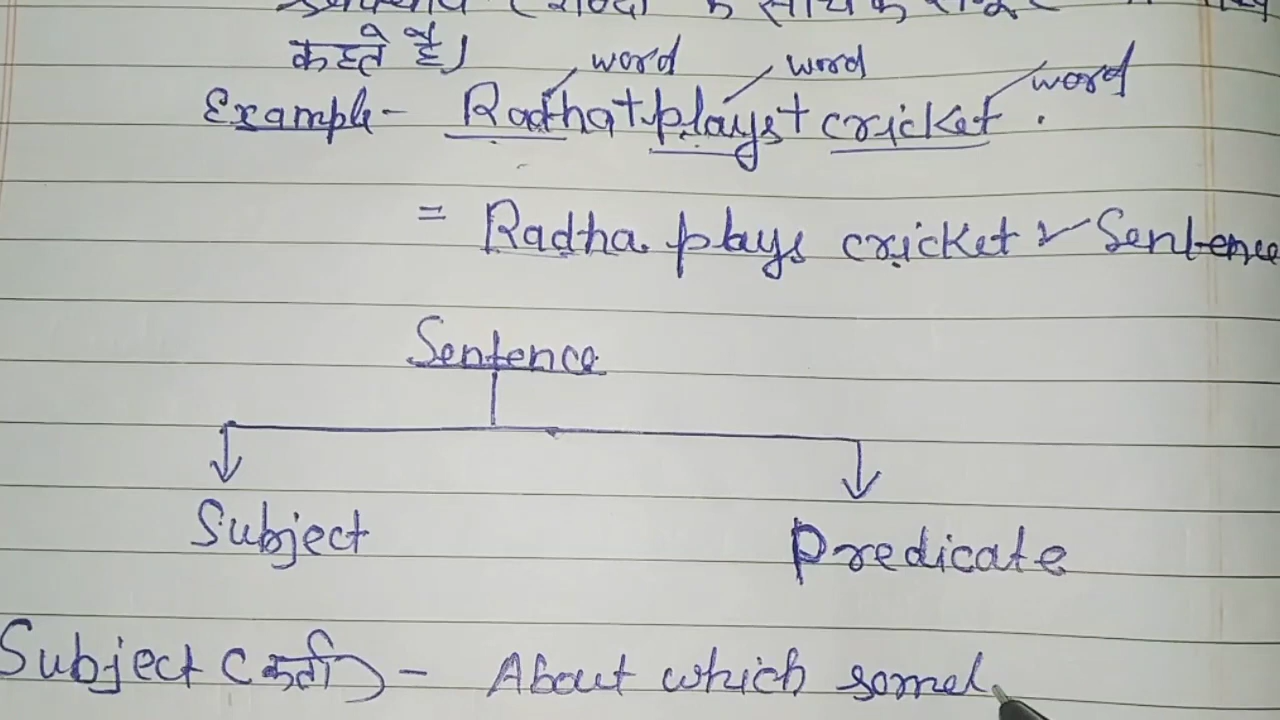 कहते है।
word word word
Example- Radha+plays+cricket.
= Radha plays cricket ✓ Sentence
Sentence
Subject Predicate
Subject (कर्ता) - About which